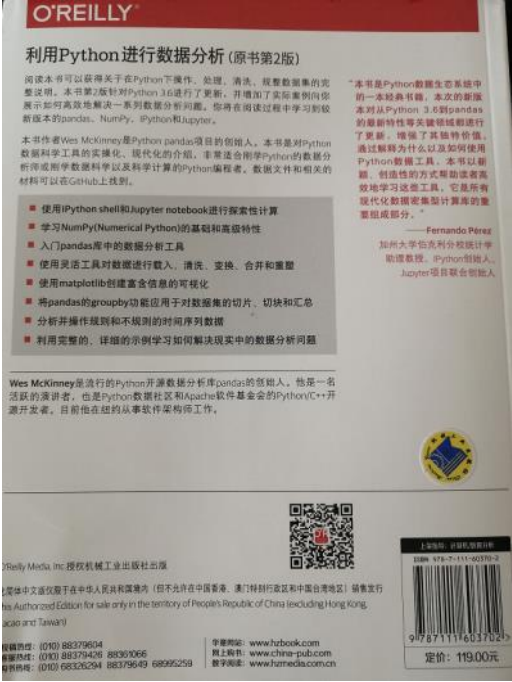 O'REILLY®
利用Python进行数据分析(原书第2版)
阅读本书可以获得关于在Python下操作、处理、清洗、规整数据集的完
整说明。本书第2版针对Python 3.6进行了更新,并增加了实际案例向你
展示如何高效地解决一系列数据分析问题。你将在阅读过程中学习到较
新版本的pandas、NumPy、IPython和Jupyter。
本书作者Wes McKinney是Python pandas项目的创始人。本书是对Python
数据科学工具的实操化、现代化的介绍,非常适合刚学Python的数据分
析师或刚学数据科学以及科学计算的Python编程者。数据文件和相关的
材料可以在GitHub上找到。
■ 使用IPython shell和Jupyter notebook进行探索性计算
■ 学习NumPy(Numerical Python)的基础和高级特性
■ 入门pandas库中的数据分析工具
■ 使用灵活工具对数据进行载入、清洗、变换、合并和重塑
■ 使用matplotlib创建富含信息的可视化
■ 将pandas的groupby功能应用于对数据集的切片、切块和汇总
■ 分析并操作规则和不规则的时间序列数据
■ 利用完整的、详细的示例学习如何解决现实中的数据分析问题
Wes McKinney是流行的Python开源数据分析库pandas的创始人。他是一名
活跃的演讲者,也是Python数据社区和Apache软件基金会的Python/C++开
源开发者。目前他在纽约从事软件架构师工作。
“本书是Python数据生态系统中
的一本经典书籍,本次的新版
本对从Python 3.6到pandas
的最新特性等关键领域都进行
了更新,增强了其独特价值。
通过解释为什么以及如何使用
Python数据工具,本书以新
颖、创造性的方式帮助读者高
效地学习这些工具。它是所有
现代化数据密集型计算库的重
要组成部分。”
——Fernando Pérez
加州大学伯克利分校统计学
助理教授,IPython创始人,
Jupyter项目联合创始人
O'Reilly Media, Inc.授权机械工业出版社出版
简体中文版仅限于在中华人民共和国境内(但不允许在中国香港、澳门特别行政区和中国台湾地区)销售发行
his Authorized Edition for sale only in the territory of People's Republic of China (excluding Hong Kong,
acao and Taiwan)
投稿热线:(010) 88379604
客服热线:(010) 88379426 88361066
购书热线:(010) 68326294 88379649 68995259
华章网站:www.hzbook.com
网上购书:www.china-pub.com
数字阅读:www.hzmedia.com.cn
上架指导:计算机/数据分析
ISBN 978-7-111-60370-2
9 787111 603702 >
定价:119.00元